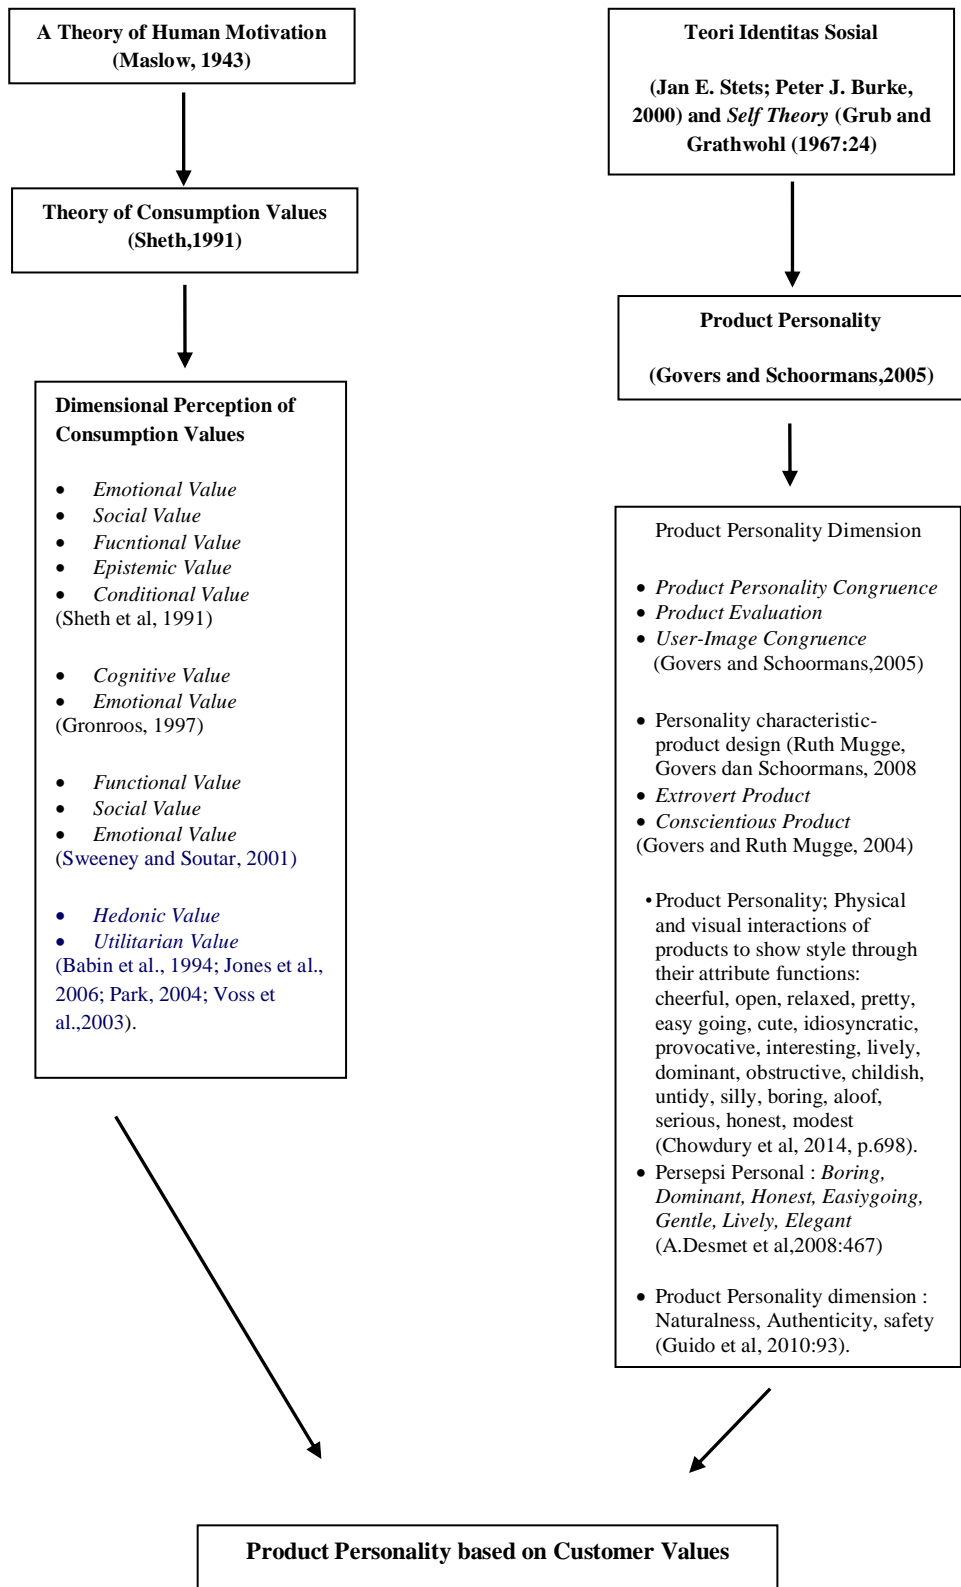 A Theory of Human Motivation
(Maslow, 1943)
Theory of Consumption Values
(Sheth,1991)
Dimensional Perception of
Consumption Values
• Emotional Value
• Social Value
• Fucntional Value
• Epistemic Value
• Conditional Value
(Sheth et al, 1991)
• Cognitive Value
• Emotional Value
(Gronroos, 1997)
• Functional Value
• Social Value
• Emotional Value
(Sweeney and Soutar, 2001)
• Hedonic Value
• Utilitarian Value
(Babin et al., 1994; Jones et al.,
2006; Park, 2004; Voss et
al.,2003).
Teori Identitas Sosial
(Jan E. Stets; Peter J. Burke,
2000) and Self Theory (Grub and
Grathwohl (1967:24)
Product Personality
(Govers and Schoormans,2005)
Product Personality Dimension
• Product Personality Congruence
• Product Evaluation
• User-Image Congruence
(Govers and Schoormans,2005)
• Personality characteristic-
product design (Ruth Mugge,
Govers dan Schoormans, 2008
• Extrovert Product
• Conscientious Product
(Govers and Ruth Mugge, 2004)
• Product Personality; Physical
and visual interactions of
products to show style through
their attribute functions:
cheerful, open, relaxed, pretty,
easy going, cute, idiosyncratic,
provocative, interesting, lively,
dominant, obstructive, childish,
untidy, silly, boring, aloof,
serious, honest, modest
(Chowdury et al, 2014, p.698).
• Persepsi Personal : Boring,
Dominant, Honest, Easiygoing,
Gentle, Lively, Elegant
(A.Desmet et al,2008:467)
• Product Personality dimension :
Naturalness, Authenticity, safety
(Guido et al, 2010:93).
Product Personality based on Customer Values